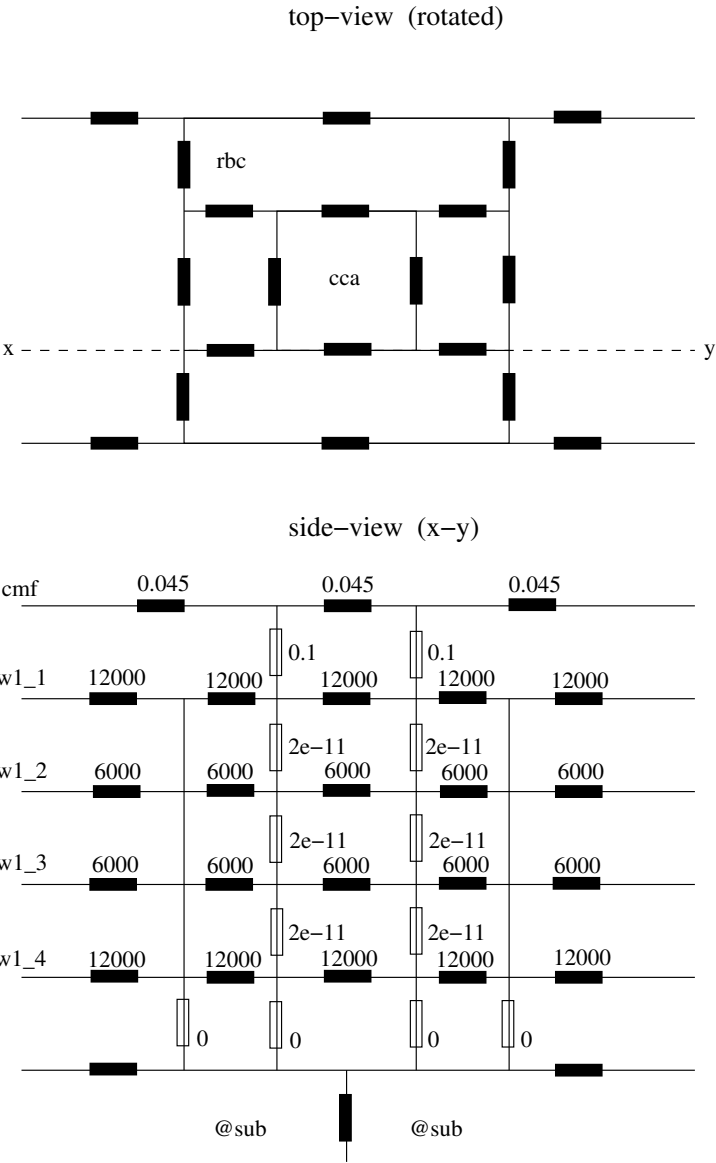 top−view (rotated)
rbc
cca
x y
side−view (x−y)
cmf 0.045 0.045 0.045
0.1 0.1
w1_1 12000 12000 12000 12000 12000
2e−11 2e−11
w1_2 6000 6000 6000 6000 6000
2e−11 2e−11
w1_3 6000 6000 6000 6000 6000
2e−11 2e−11
w1_4 12000 12000 12000 12000 12000
0 0 0 0
@sub @sub